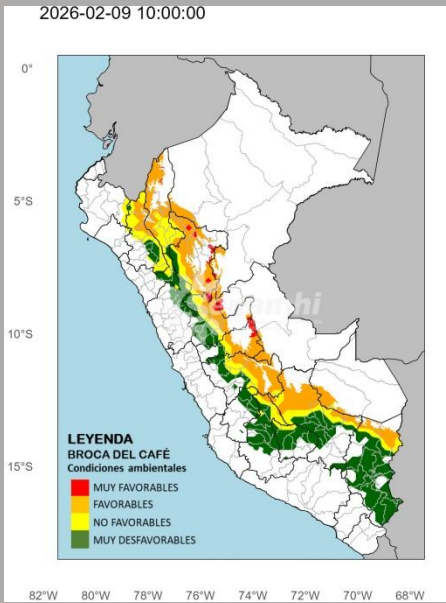 2026-02-09 10:00:00
0°
5°S
10°S
15°S
Senamhi
LEYENDA
BROCA DEL CAFÉ
Condiciones ambientales
MUY FAVORABLES
FAVORABLES
NO FAVORABLES
MUY DESFAVORABLES
82°W 80°W 78°W 76°W 74°W 72°W 70°W 68°W